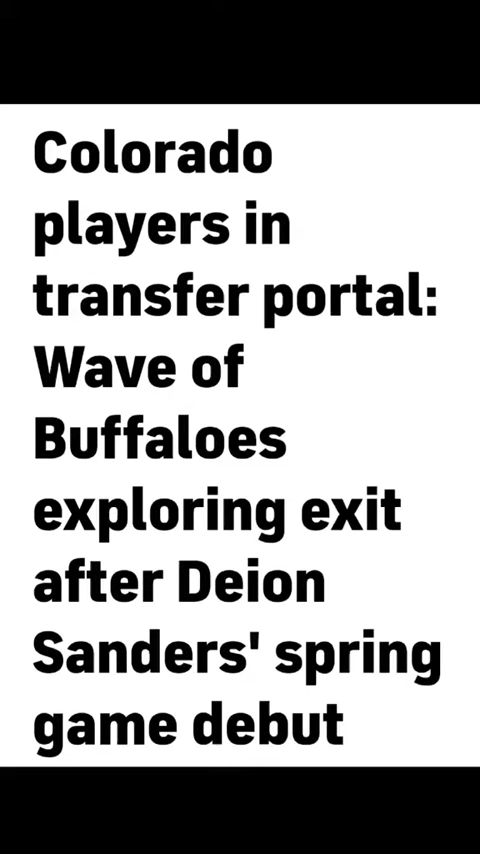 Colorado
players in
transfer portal:
Wave of
Buffaloes
exploring exit
after Deion
Sanders' spring
game debut